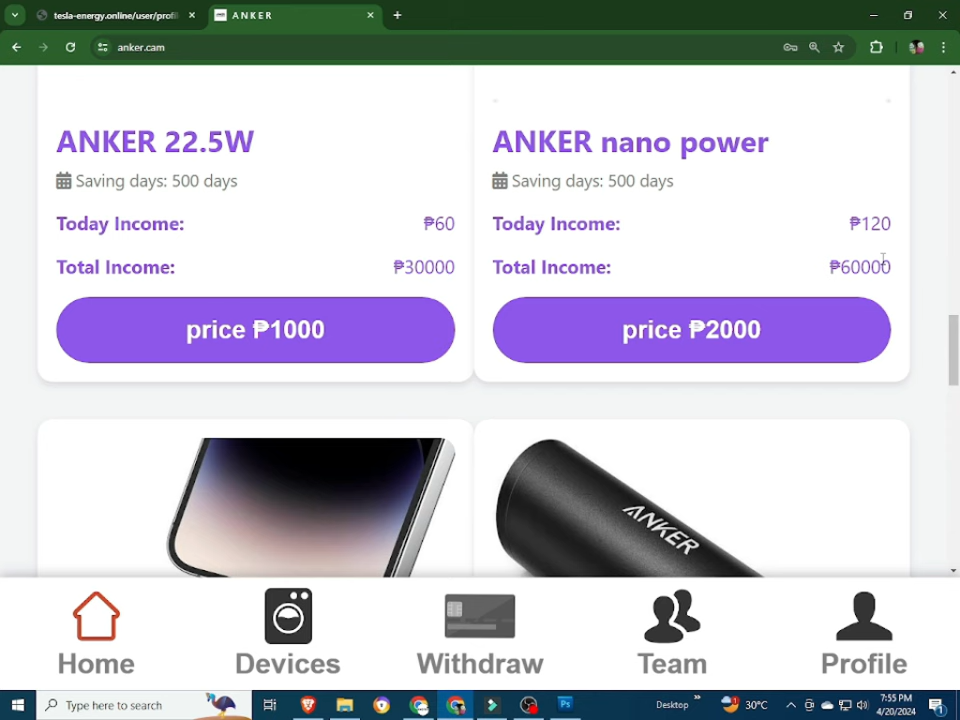 tesla-energy.online/user/profi
ANKER
anker.cam
ANKER 22.5W
Saving days: 500 days
Today Income: ₱60
Total Income: ₱30000
price ₱1000
ANKER nano power
Saving days: 500 days
Today Income: ₱120
Total Income: ₱60000
price ₱2000
ANKER
Home
Devices
Withdraw
Team
Profile
Type here to search
Desktop
30°C
7:55 PM
4/20/2024
1